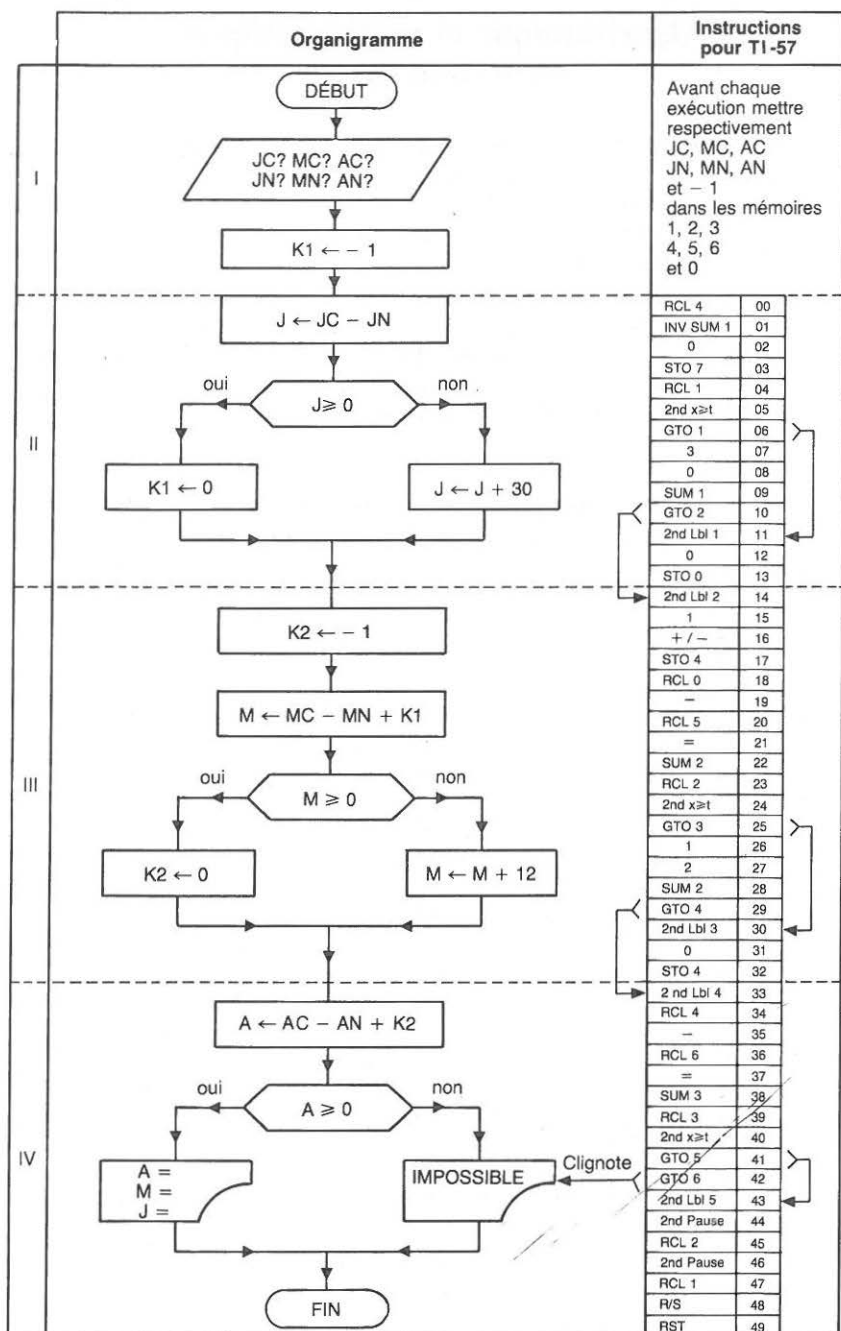 Organigramme
Instructions
pour TI-57
I
DÉBUT
JC? MC? AC?
JN? MN? AN?
K1 ← – 1
Avant chaque
exécution mettre
respectivement
JC, MC, AC
JN, MN, AN
et – 1
dans les mémoires
1, 2, 3
4, 5, 6
et 0
II
J ← JC – JN
oui
non
J ≥ 0
K1 ← 0
J ← J + 30
III
K2 ← – 1
M ← MC – MN + K1
oui
non
M ≥ 0
K2 ← 0
M ← M + 12
IV
A ← AC – AN + K2
oui
non
A ≥ 0
A =
M =
J =
IMPOSSIBLE
Clignote
FIN
RCL 4 00
INV SUM 1 01
0 02
STO 7 03
RCL 1 04
2nd x≥t 05
GTO 1 06
3 07
0 08
SUM 1 09
GTO 2 10
2nd Lbl 1 11
0 12
STO 0 13
2nd Lbl 2 14
1 15
+ / – 16
STO 4 17
RCL 0 18
– 19
RCL 5 20
= 21
SUM 2 22
RCL 2 23
2nd x≥t 24
GTO 3 25
1 26
2 27
SUM 2 28
GTO 4 29
2nd Lbl 3 30
0 31
STO 4 32
2 nd Lbl 4 33
RCL 4 34
– 35
RCL 6 36
= 37
SUM 3 38
RCL 3 39
2nd x≥t 40
GTO 5 41
GTO 6 42
2nd Lbl 5 43
2nd Pause 44
RCL 2 45
2nd Pause 46
RCL 1 47
R/S 48
RST 49